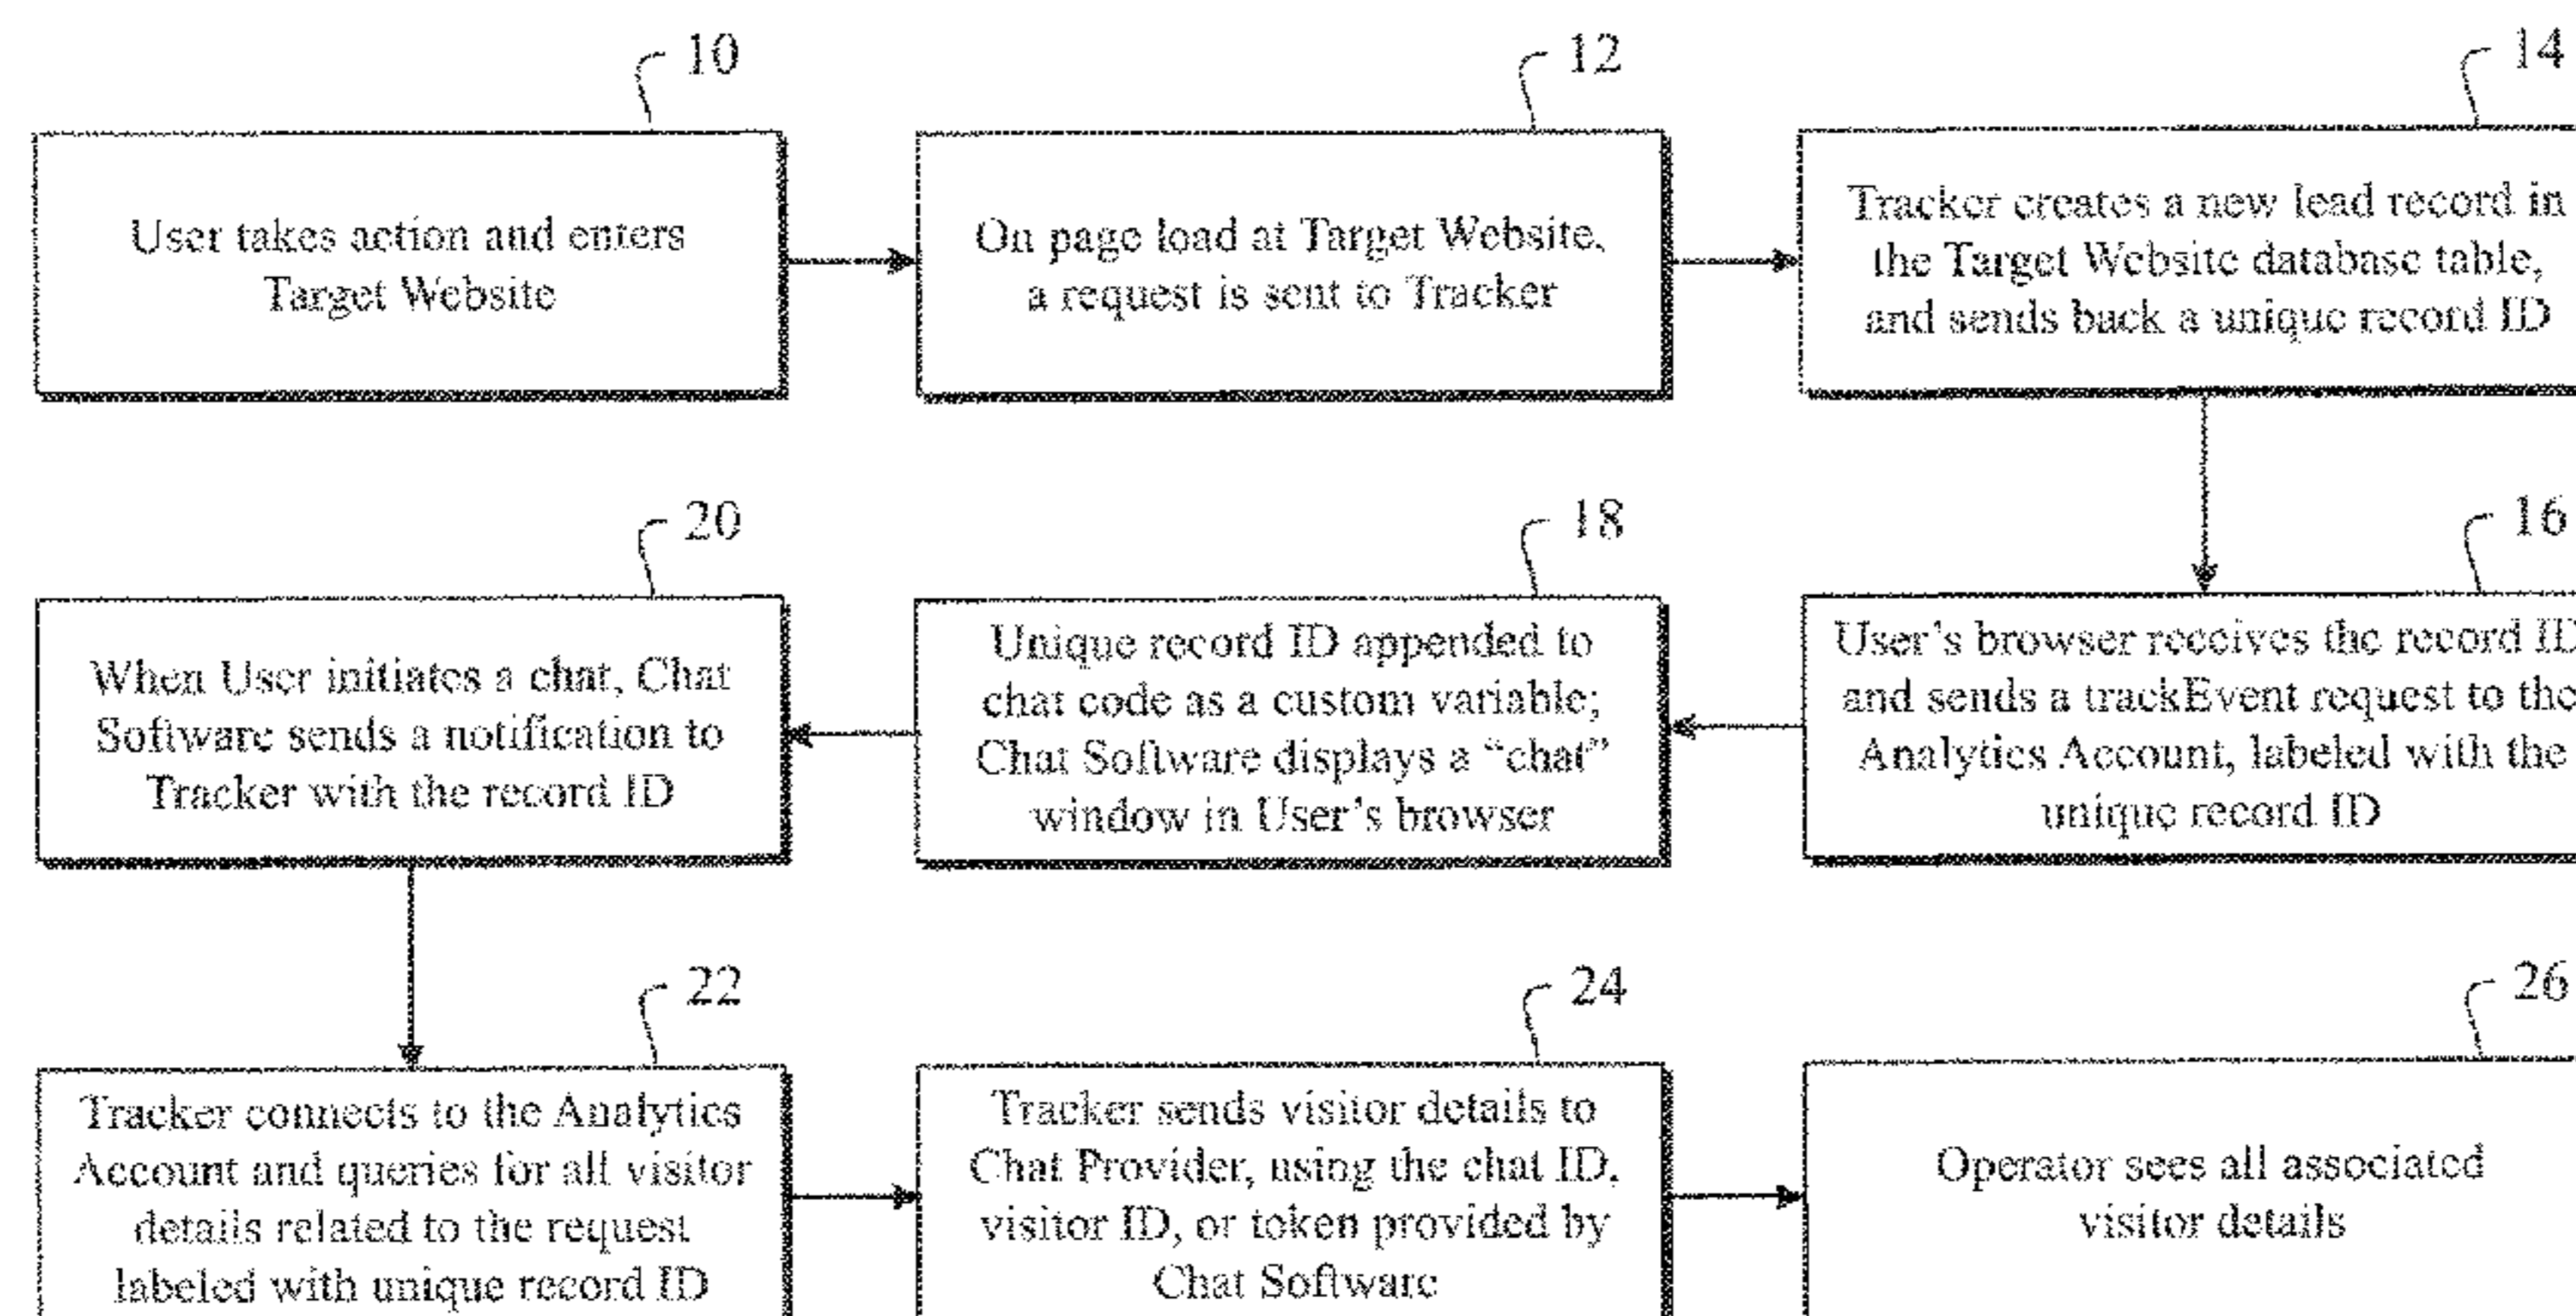 10
User takes action and enters
Target Website
12
On page load at Target Website,
a request is sent to Tracker
14
Tracker creates a new lead record in
the Target Website database table,
and sends back a unique record ID
16
User's browser receives the record ID
and sends a trackEvent request to the
Analytics Account, labeled with the
unique record ID
18
Unique record ID appended to
chat code as a custom variable;
Chat Software displays a “chat”
window in User's browser
20
When User initiates a chat, Chat
Software sends a notification to
Tracker with the record ID
22
Tracker connects to the Analytics
Account and queries for all visitor
details related to the request
labeled with unique record ID
24
Tracker sends visitor details to
Chat Provider, using the chat ID,
visitor ID, or token provided by
Chat Software
26
Operator sees all associated
visitor details